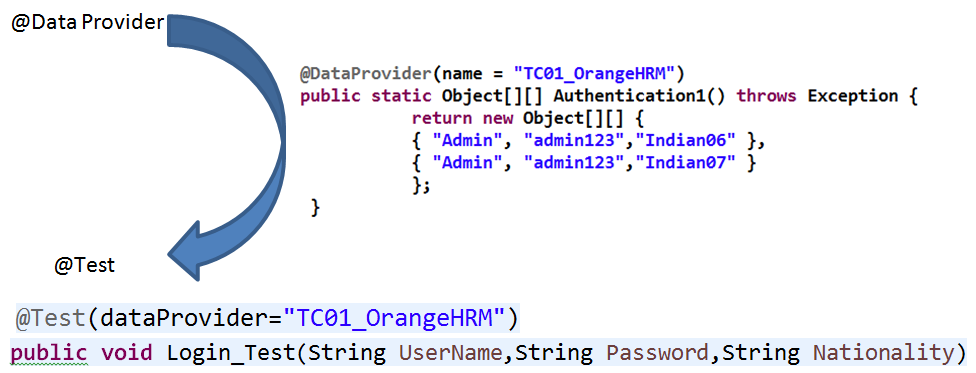 @Data Provider
@DataProvider(name = "TC01_OrangeHRM")
public static Object[][] Authentication1() throws Exception {
return new Object[][] {
{ "Admin", "admin123","Indian06" },
{ "Admin", "admin123","Indian07" }
};
}
@Test
@Test(dataProvider="TC01_OrangeHRM")
public void Login_Test(String UserName,String Password,String Nationality)